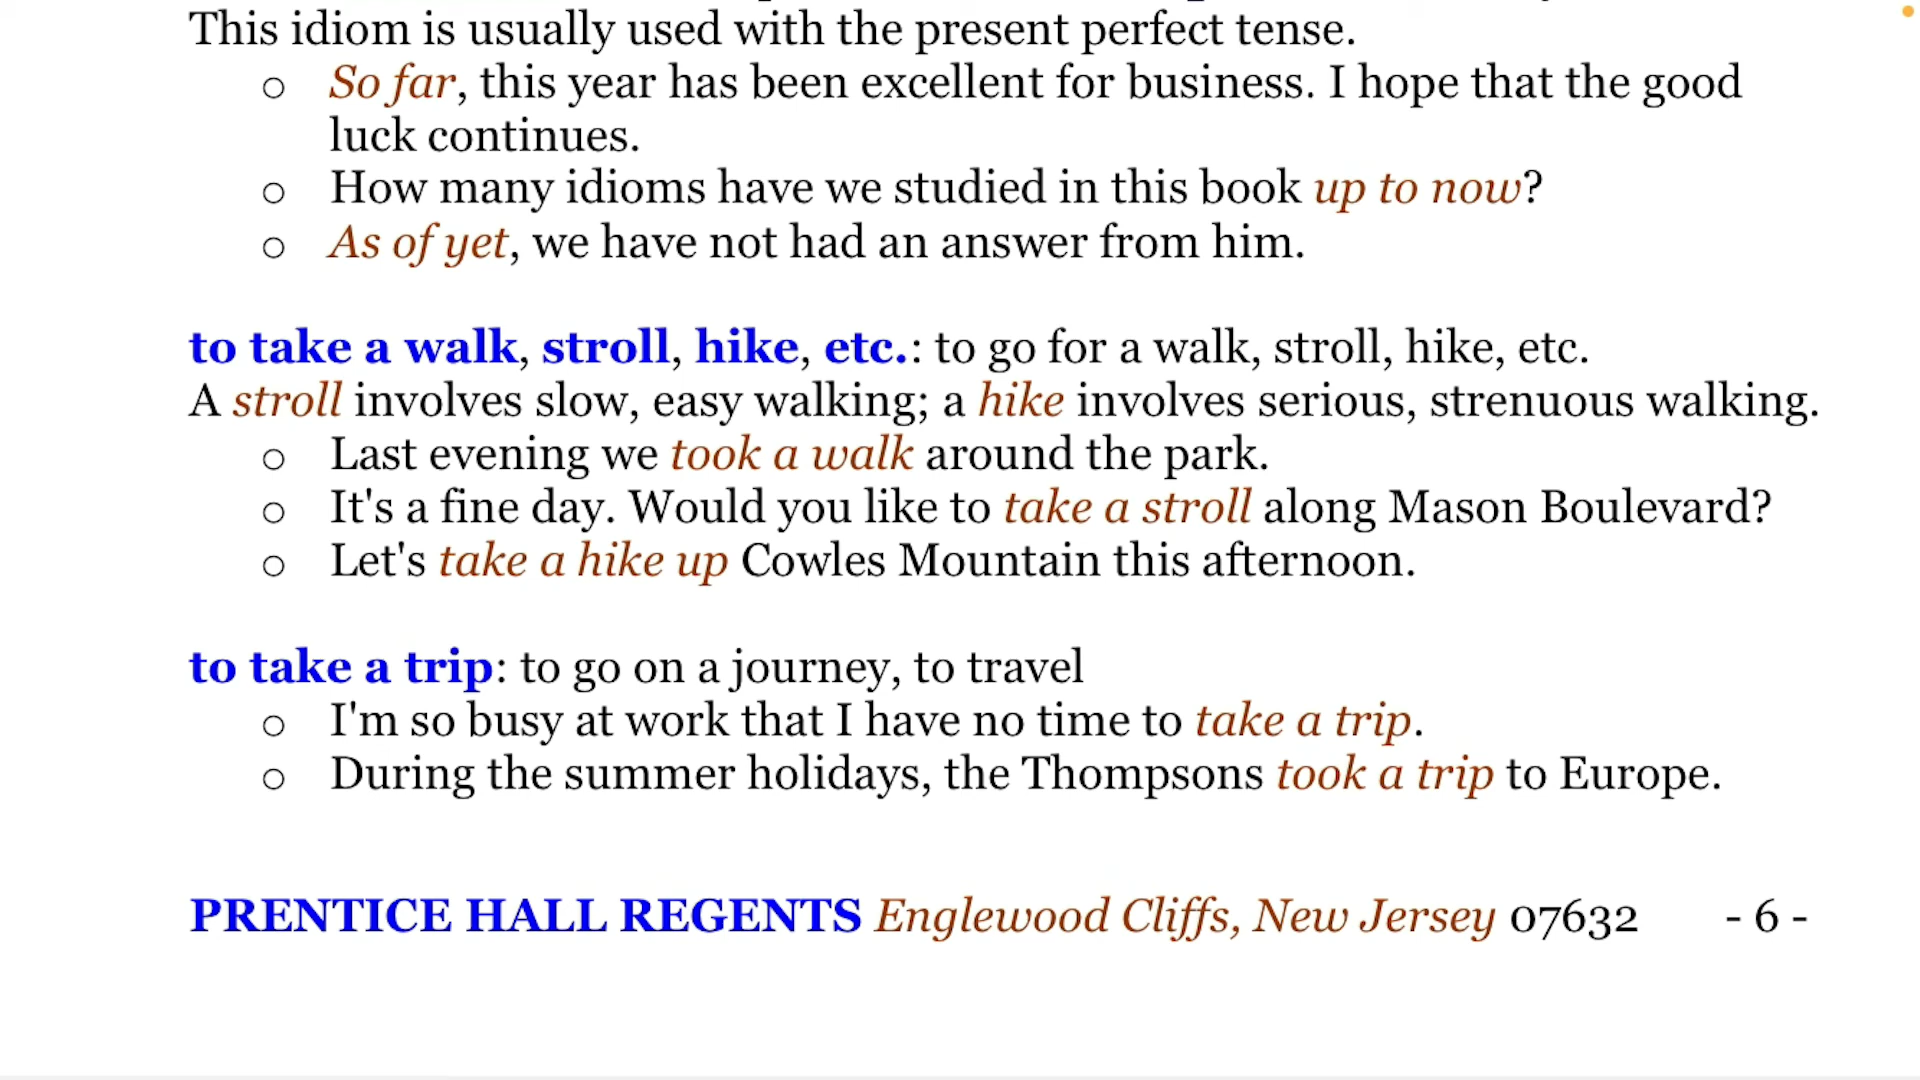 This idiom is usually used with the present perfect tense.
o So far, this year has been excellent for business. I hope that the good
luck continues.
o How many idioms have we studied in this book up to now?
o As of yet, we have not had an answer from him.
to take a walk, stroll, hike, etc.: to go for a walk, stroll, hike, etc.
A stroll involves slow, easy walking; a hike involves serious, strenuous walking.
o Last evening we took a walk around the park.
o It's a fine day. Would you like to take a stroll along Mason Boulevard?
o Let's take a hike up Cowles Mountain this afternoon.
to take a trip: to go on a journey, to travel
o I'm so busy at work that I have no time to take a trip.
o During the summer holidays, the Thompsons took a trip to Europe.
PRENTICE HALL REGENTS Englewood Cliffs, New Jersey 07632 - 6 -